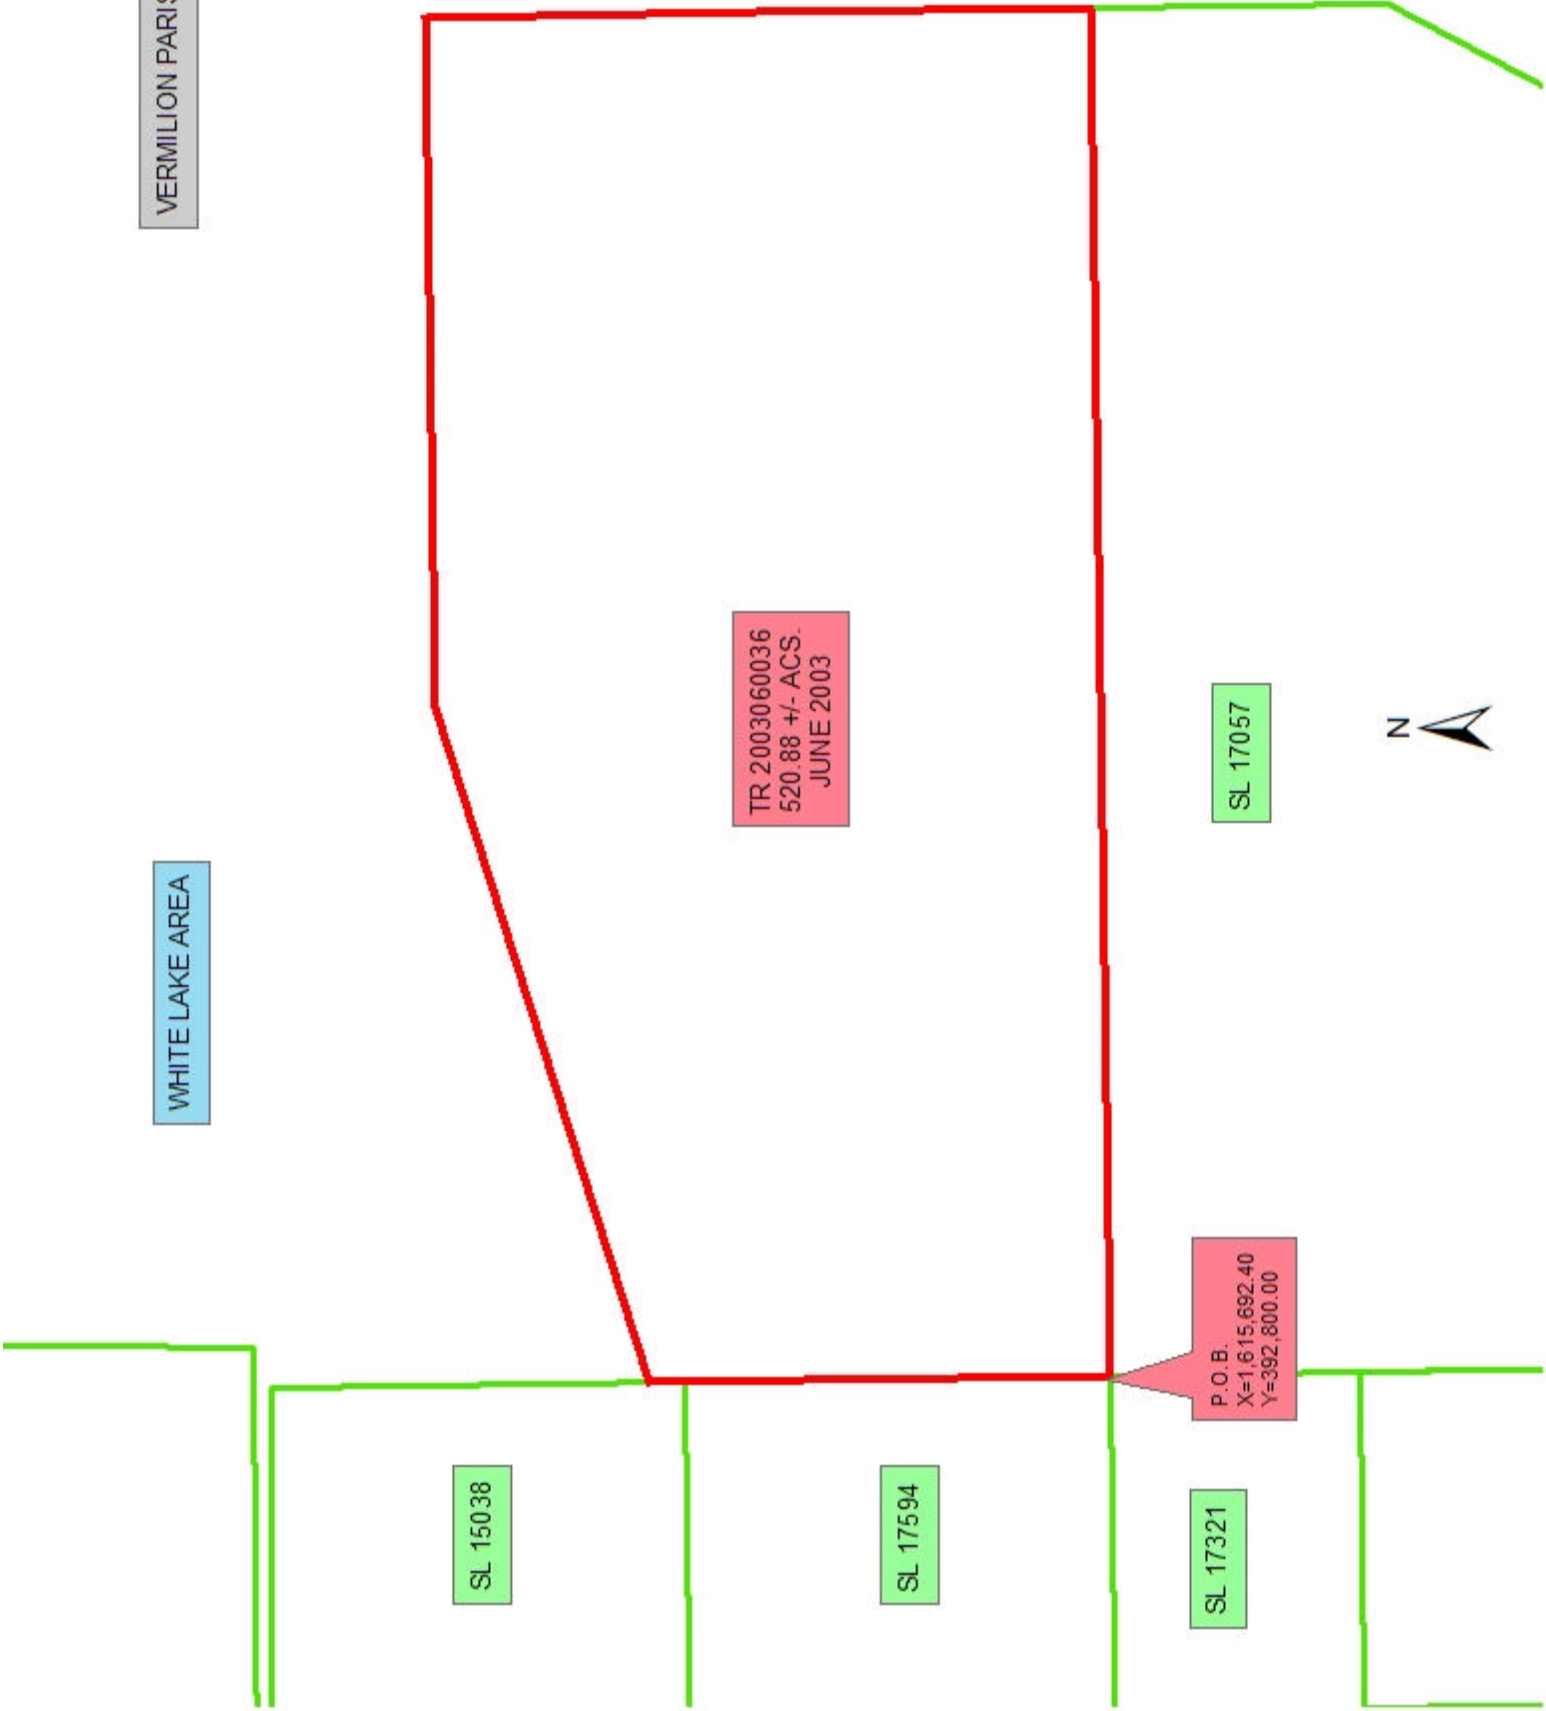 VERMILION PARIS
WHITE LAKE AREA
TR 2003060036
520.88 +/- ACS.
JUNE 2003
SL 15038
SL 17594
SL 17057
N
P.O.B.
X=1,615,692.40
Y=392,800.00
SL 17321